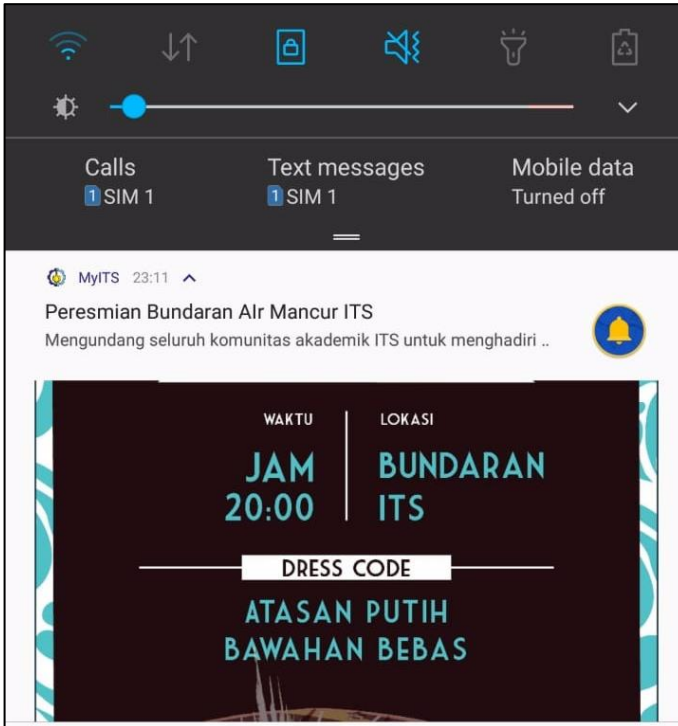 Calls
1 SIM 1
Text messages
1 SIM 1
Mobile data
Turned off
MyITS 23:11
Peresmian Bundaran AIr Mancur ITS
Mengundang seluruh komunitas akademik ITS untuk menghadiri ..
WAKTU
JAM
20:00
LOKASI
BUNDARAN
ITS
DRESS CODE
ATASAN PUTIH
BAWAHAN BEBAS